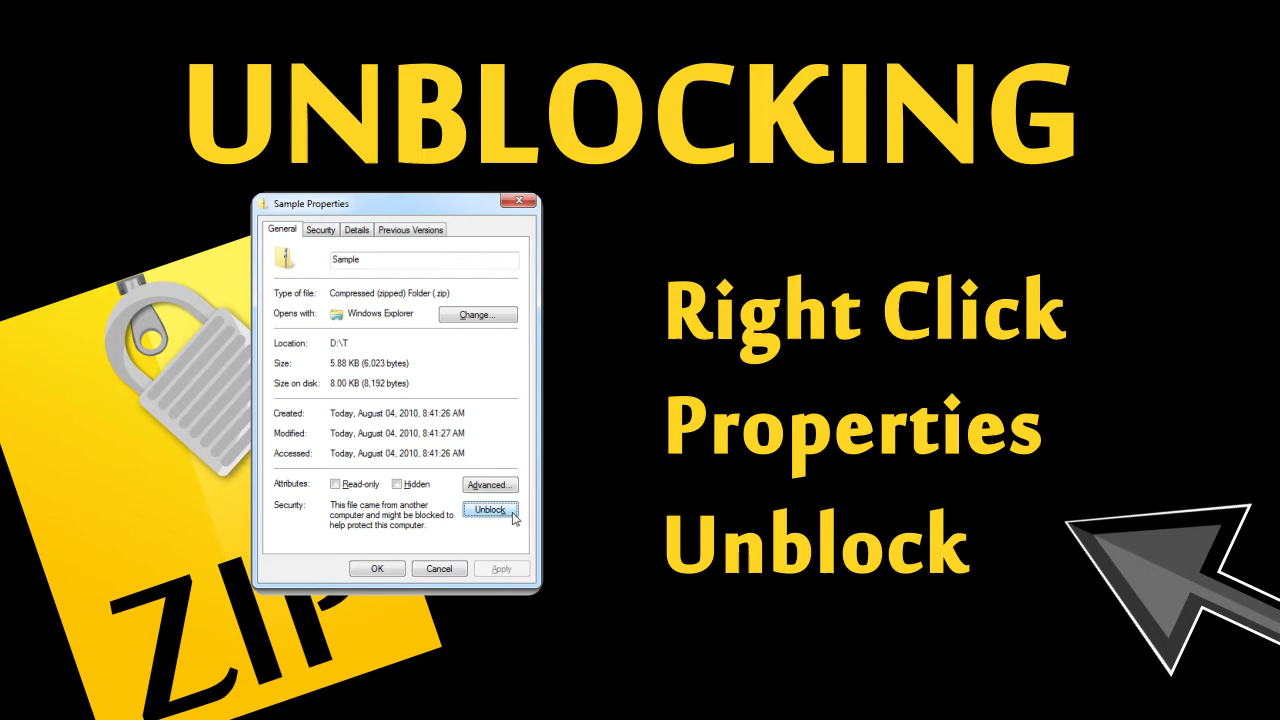 UNBLOCKING
Sample Properties
General Security Details Previous Versions
Sample
Type of file: Compressed (zipped) Folder (.zip)
Opens with: Windows Explorer Change...
Location: D:\T
Size: 5.88 KB (6,023 bytes)
Size on disk: 8.00 KB (8,192 bytes)
Created: Today, August 04, 2010, 8:41:26 AM
Modified: Today, August 04, 2010, 8:41:27 AM
Accessed: Today, August 04, 2010, 8:41:26 AM
Attributes: Read-only Hidden Advanced...
Security: This file came from another
computer and might be blocked to
help protect this computer.
Unblock
OK Cancel Apply
ZIP
Right Click
Properties
Unblock